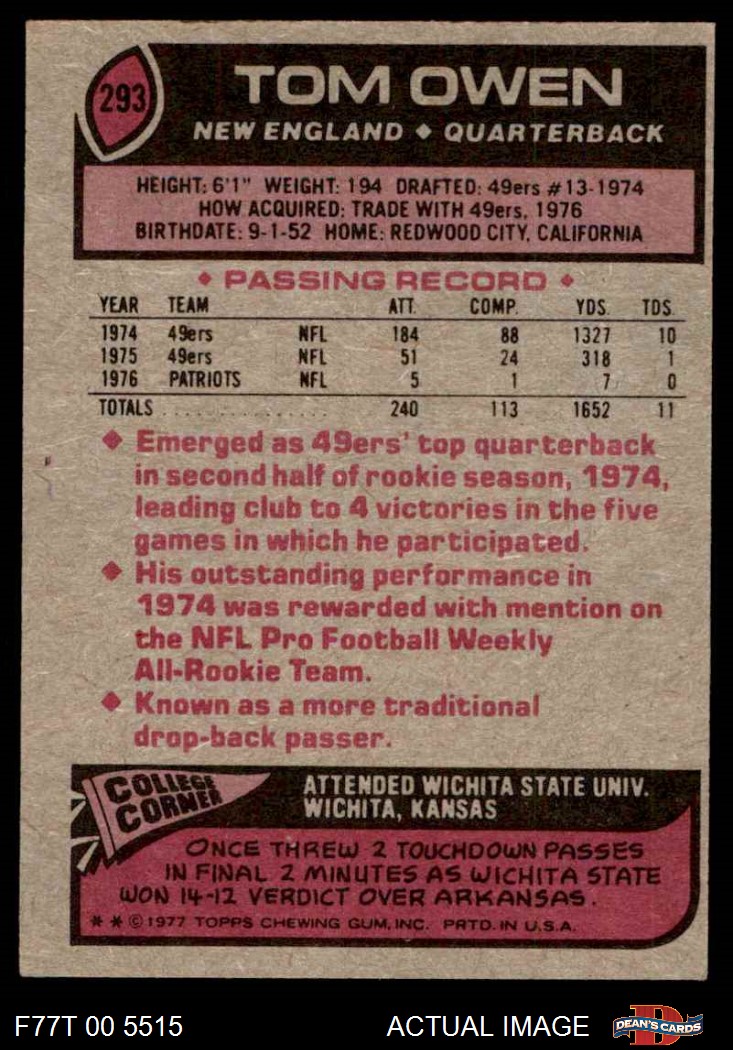 293
TOM OWEN
NEW ENGLAND ◆ QUARTERBACK
HEIGHT: 6'1" WEIGHT: 194 DRAFTED: 49ers #13-1974
HOW ACQUIRED: TRADE WITH 49ers, 1976
BIRTHDATE: 9-1-52 HOME: REDWOOD CITY, CALIFORNIA
◆ PASSING RECORD ◆
YEAR TEAM ATT. COMP. YDS. TDS.
1974 49ers NFL 184 88 1327 10
1975 49ers NFL 51 24 318 1
1976 PATRIOTS NFL 5 1 7 0
TOTALS . . . . . . . . . . . . . . . 240 113 1652 11
◆ Emerged as 49ers' top quarterback
in second half of rookie season, 1974,
leading club to 4 victories in the five
games in which he participated.
◆ His outstanding performance in
1974 was rewarded with mention on
the NFL Pro Football Weekly
All-Rookie Team.
◆ Known as a more traditional
drop-back passer.
COLLEGE
CORNER
ATTENDED WICHITA STATE UNIV.
WICHITA, KANSAS
ONCE THREW 2 TOUCHDOWN PASSES
IN FINAL 2 MINUTES AS WICHITA STATE
WON 14-12 VERDICT OVER ARKANSAS.
* * © 1977 TOPPS CHEWING GUM, INC. PRTD. IN U.S.A.
F77T 00 5515 ACTUAL IMAGE D DEAN'S CARDS